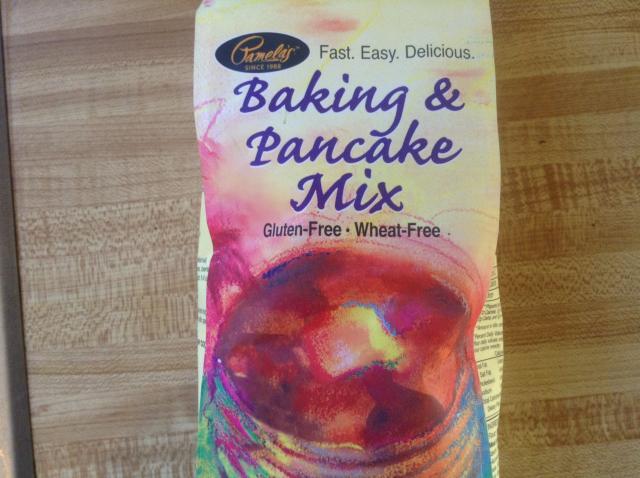 Pamela's
SINCE 1988
Fast. Easy. Delicious.
Baking &
Pancake
Mix
Gluten-Free • Wheat-Free